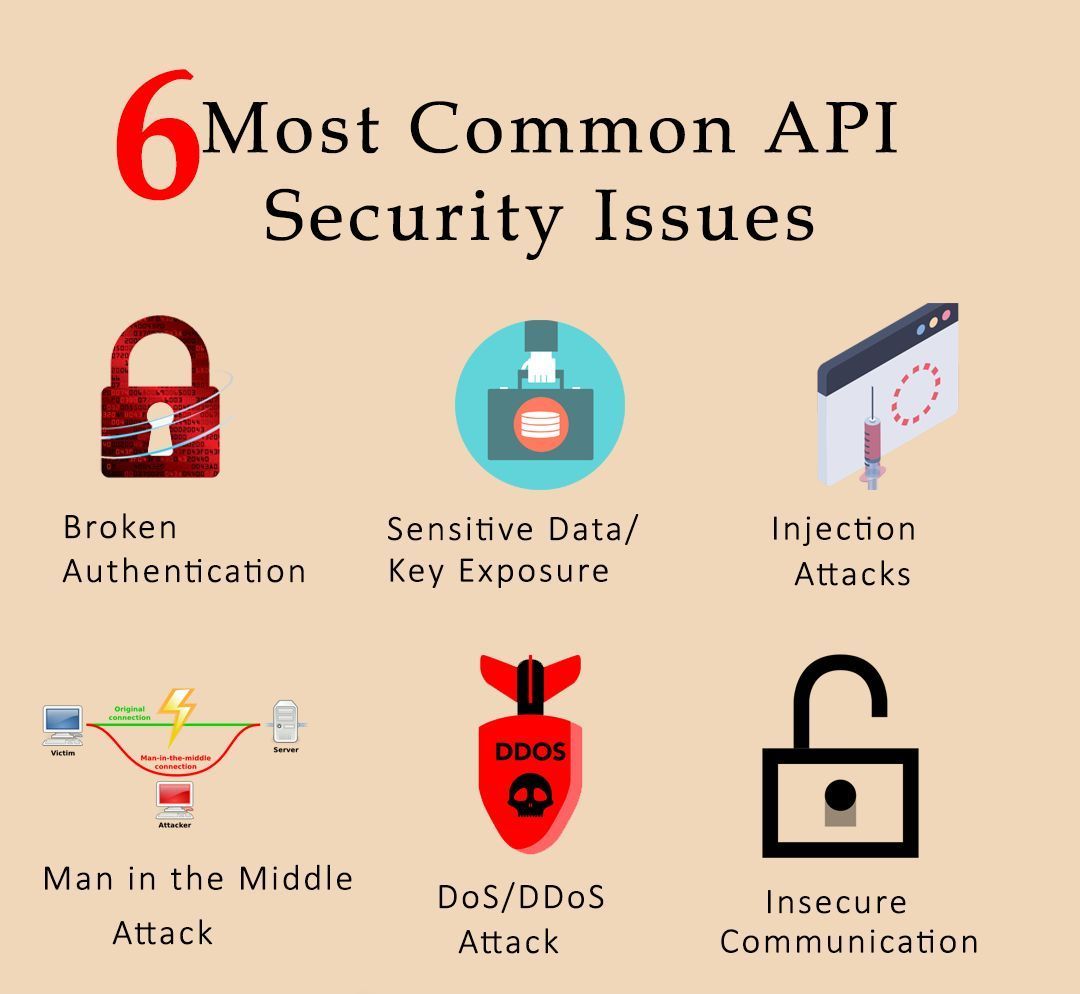 6 Most Common API
Security Issues
Broken
Authentication
Sensitive Data/
Key Exposure
Injection
Attacks
Original
connection
Victim
Server
Man-in-the-middle
connection
Attacker
Man in the Middle
Attack
DDOS
DoS/DDoS
Attack
Insecure
Communication